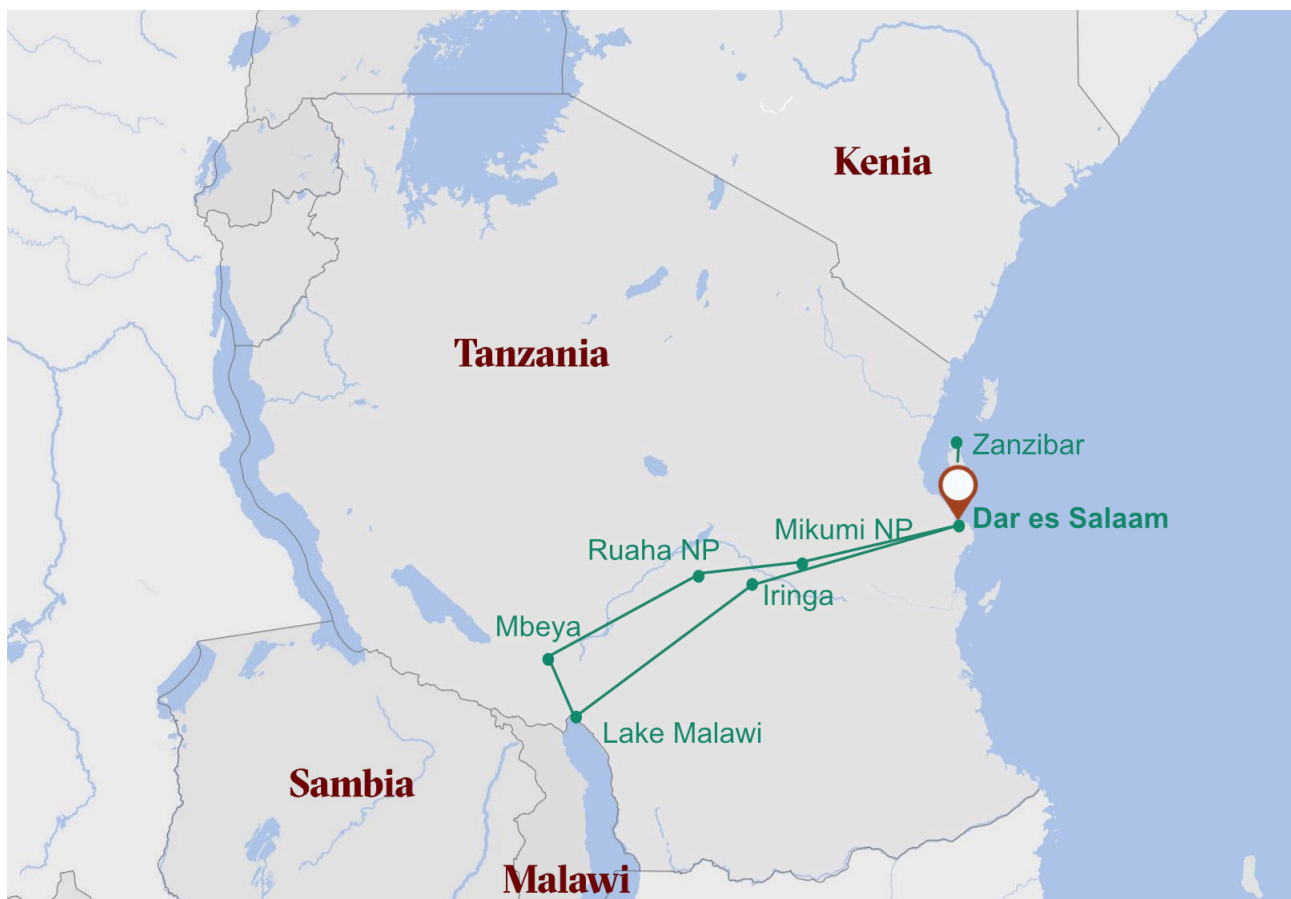 Kenia
Tanzania
Zanzibar
Dar es Salaam
Mikumi NP
Ruaha NP
Iringa
Mbeya
Lake Malawi
Sambia
Malawi